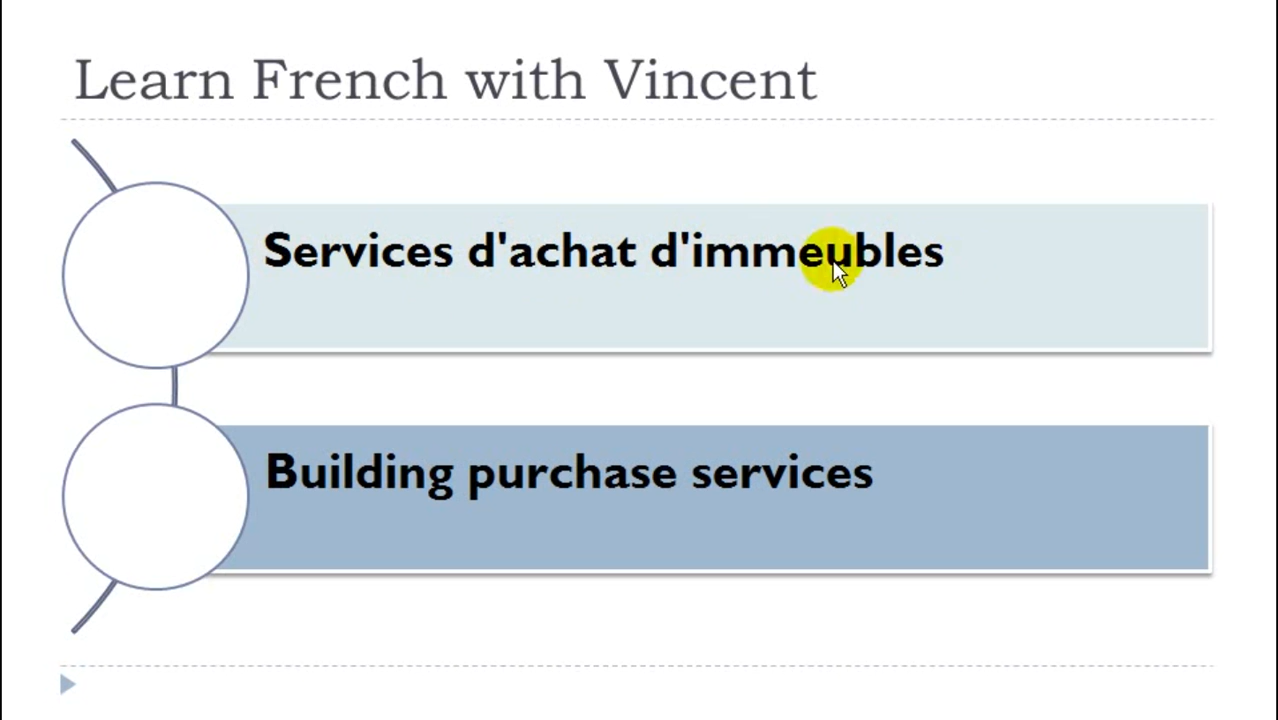 Learn French with Vincent
Services d'achat d'immeubles
Building purchase services